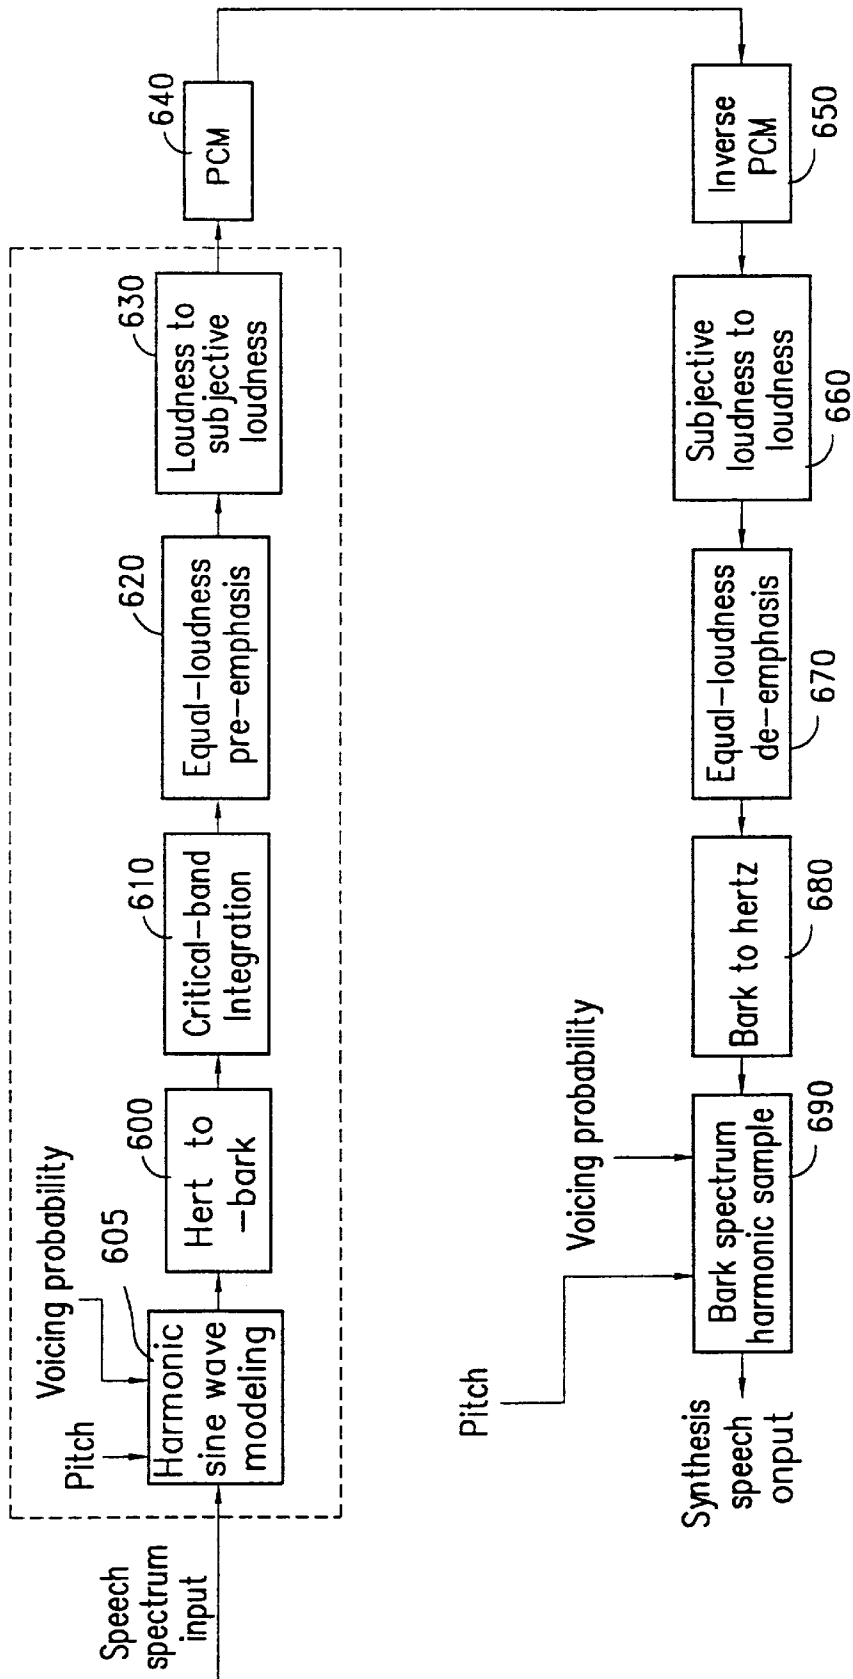 Speech
spectrum
input
Pitch
Voicing probability
605
Harmonic
sine wave
modeling
600
Hert to
-bark
610
Critical-band
Integration
620
Equal-loudness
pre-emphasis
630
Loudness to
subjective
loudness
640
PCM
Inverse
PCM
650
Subjective
loudness to
loudness
660
Equal-loudness
de-emphasis
670
Bark to hertz
680
Voicing probability
Pitch
Bark spectrum
harmonic sample
690
Synthesis
speech
onput